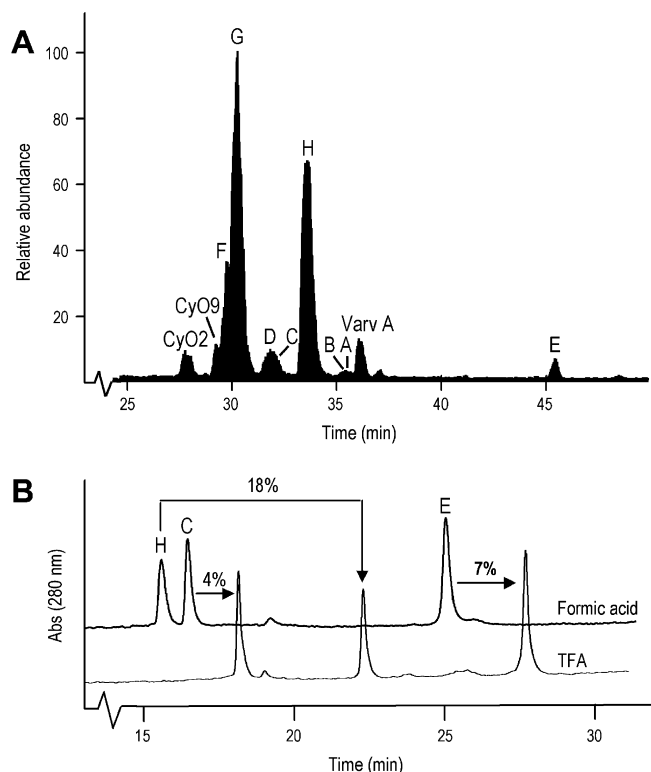 A
G
100
80
H
60
Relative abundance
40
F
CyO9
20
CyO2
D C
B A
Varv A
E
25 30 35 40 45
Time (min)
B
18%
E
C
H
4%
7%
Abs (280 nm)
Formic acid
TFA
15 22 25 30
Time (min)